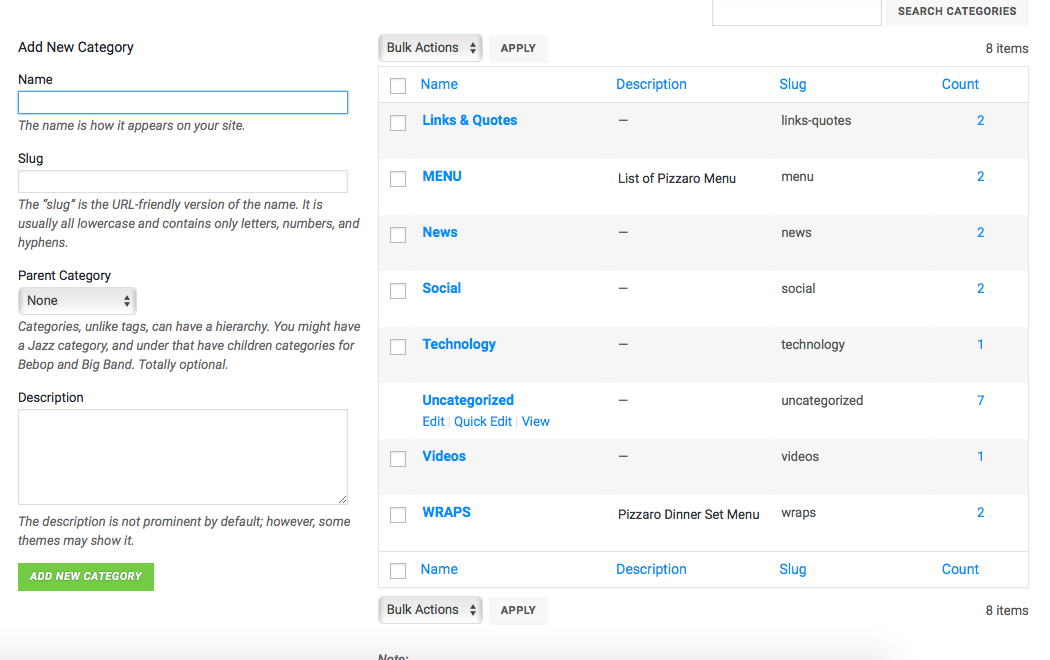 SEARCH CATEGORIES
Add New Category
Name
The name is how it appears on your site.
Slug
The “slug” is the URL-friendly version of the name. It is
usually all lowercase and contains only letters, numbers, and
hyphens.
Parent Category
None
Categories, unlike tags, can have a hierarchy. You might have
a Jazz category, and under that have children categories for
Bebop and Big Band. Totally optional.
Description
The description is not prominent by default; however, some
themes may show it.
ADD NEW CATEGORY
Bulk Actions APPLY 8 items
Name Description Slug Count
Links & Quotes — links-quotes 2
MENU List of Pizzaro Menu menu 2
News — news 2
Social — social 2
Technology — technology 1
Uncategorized — uncategorized 7
Edit | Quick Edit | View
Videos — videos 1
WRAPS Pizzaro Dinner Set Menu wraps 2
Name Description Slug Count
Bulk Actions APPLY 8 items
Note: